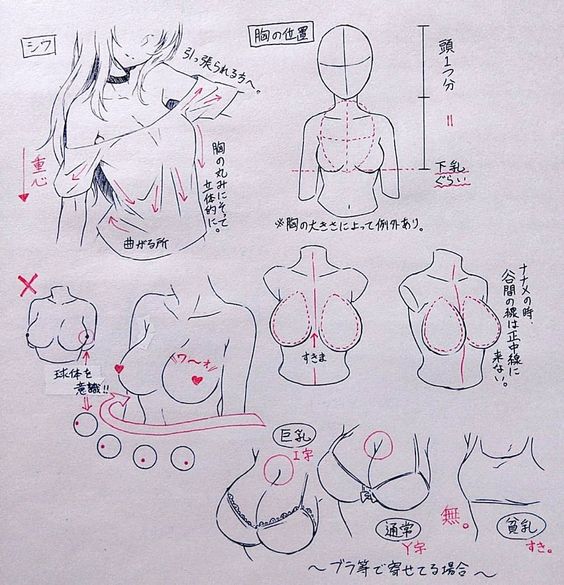 シワ
引っ張られる方へ。
重心
胸の丸みにそって
立体的に。
曲がる所
胸の位置
頭1つ分
〃
下乳
ぐらい
※胸の大きさによって例外あり。
球体を
意識!!
ワ〜オ
すきま
ナナメの時、
谷間の線は正中線に
来ない。
巨乳
I字
通常
Y字
無。
貧乳
すき。
〜ブラ等で寄せてる場合〜